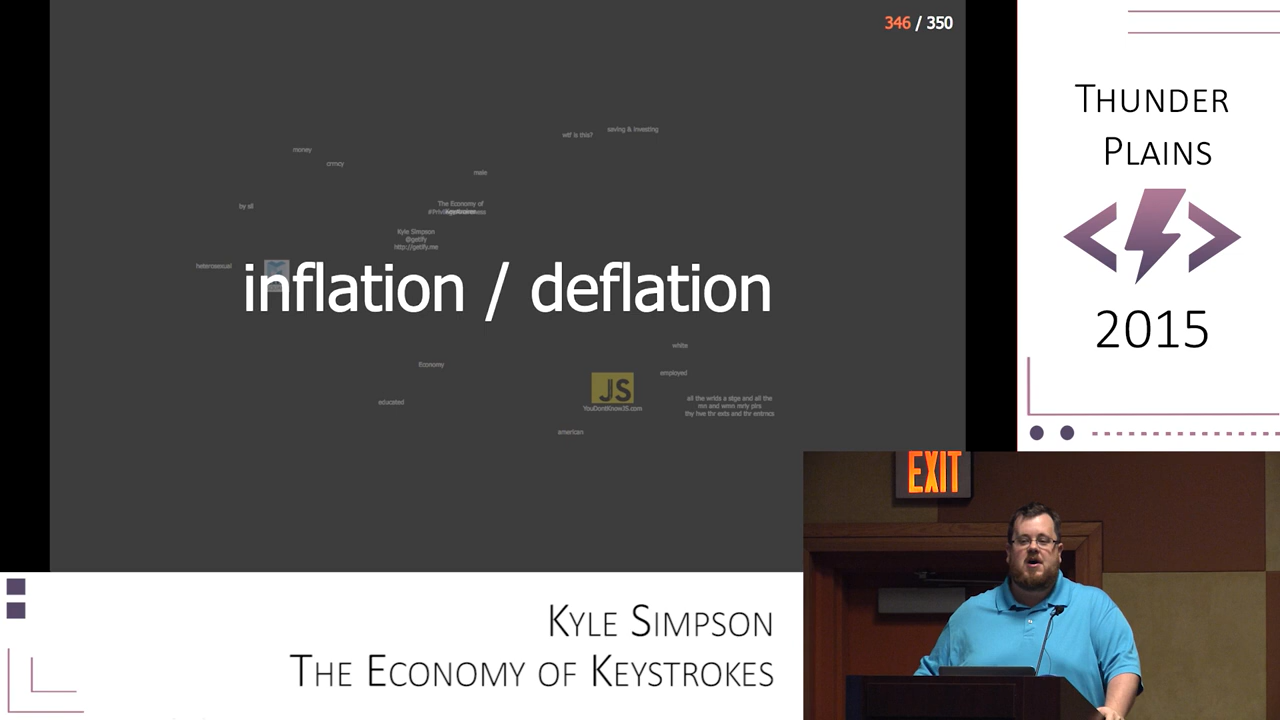 346 / 350
wtf is this?
saving & investing
money
crrncy
male
by all
The Economy of
Kyle Simpson
@getify
http://getify.me
heterosexual
inflation / deflation
white
Economy
employed
JS
YouDontKnowJS.com
educated
all the wrlds a stge and all the
mn and wmn mrly plrs
thy hve thr exts and thr entrncs
american
THUNDER
PLAINS
2015
EXIT
KYLE SIMPSON
THE ECONOMY OF KEYSTROKES